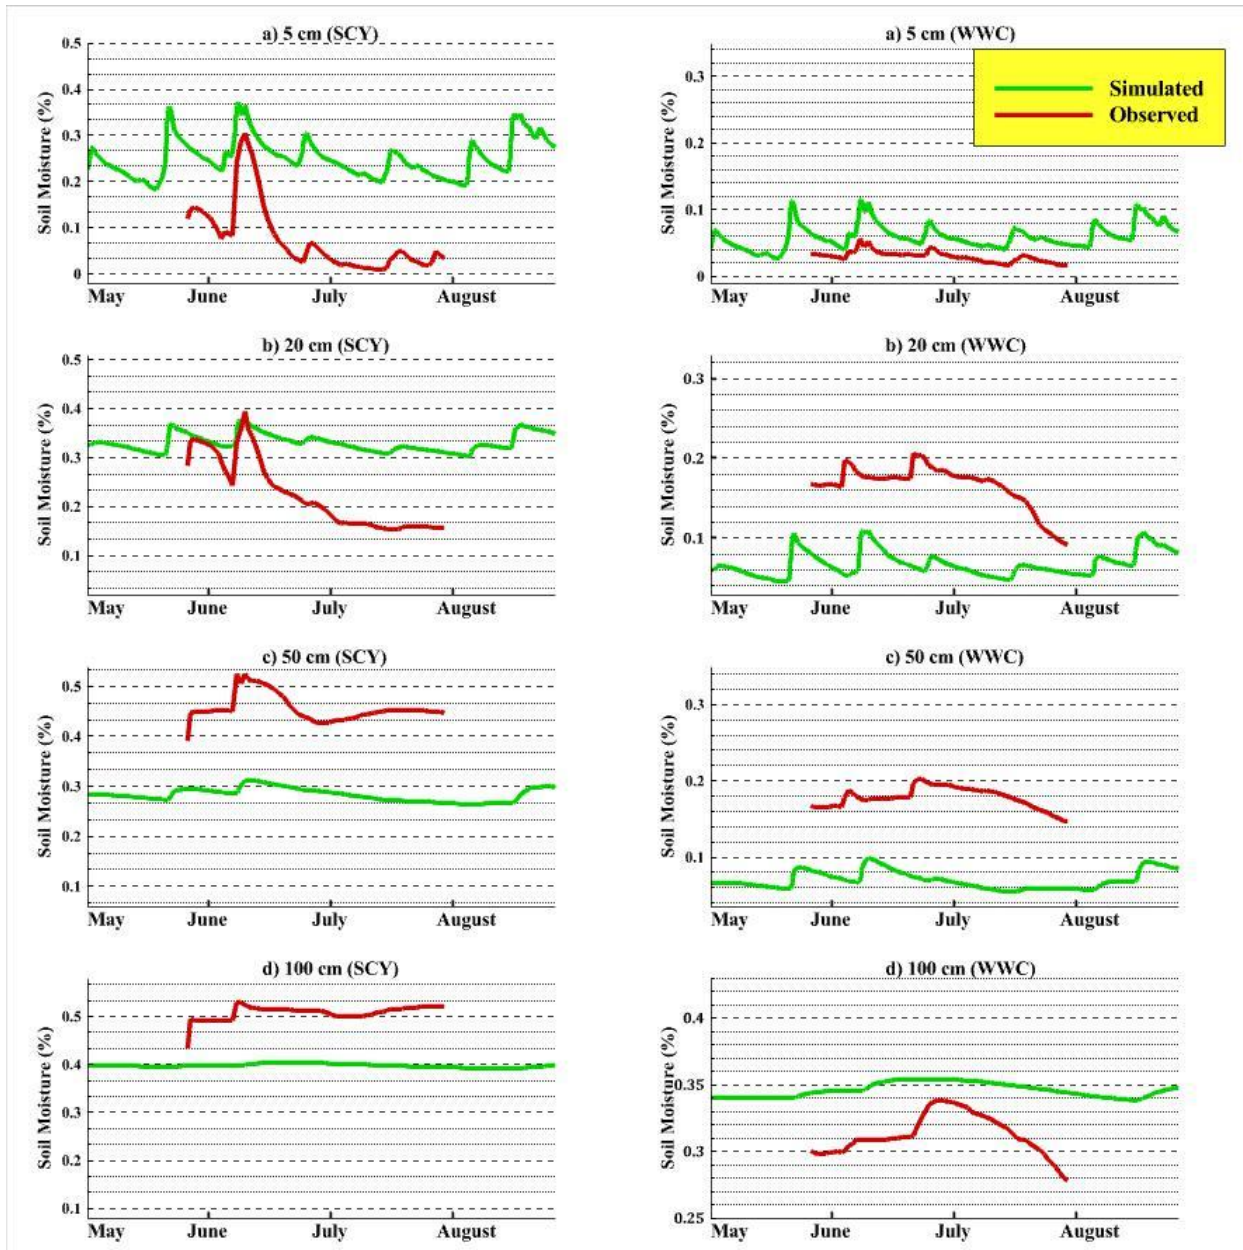 a) 5 cm (SCY)
Soil Moisture (%)
0.5
0.4
0.3
0.2
0.1
0
May June July August
a) 5 cm (WWC)
Soil Moisture (%)
0.3
0.2
0.1
0
May June July August
Simulated
Observed
b) 20 cm (SCY)
Soil Moisture (%)
0.5
0.4
0.3
0.2
0.1
May June July August
b) 20 cm (WWC)
Soil Moisture (%)
0.3
0.2
0.1
May June July August
c) 50 cm (SCY)
Soil Moisture (%)
0.5
0.4
0.3
0.2
0.1
May June July August
c) 50 cm (WWC)
Soil Moisture (%)
0.3
0.2
0.1
May June July August
d) 100 cm (SCY)
Soil Moisture (%)
0.5
0.4
0.3
0.2
0.1
May June July August
d) 100 cm (WWC)
Soil Moisture (%)
0.4
0.35
0.3
0.25
May June July August